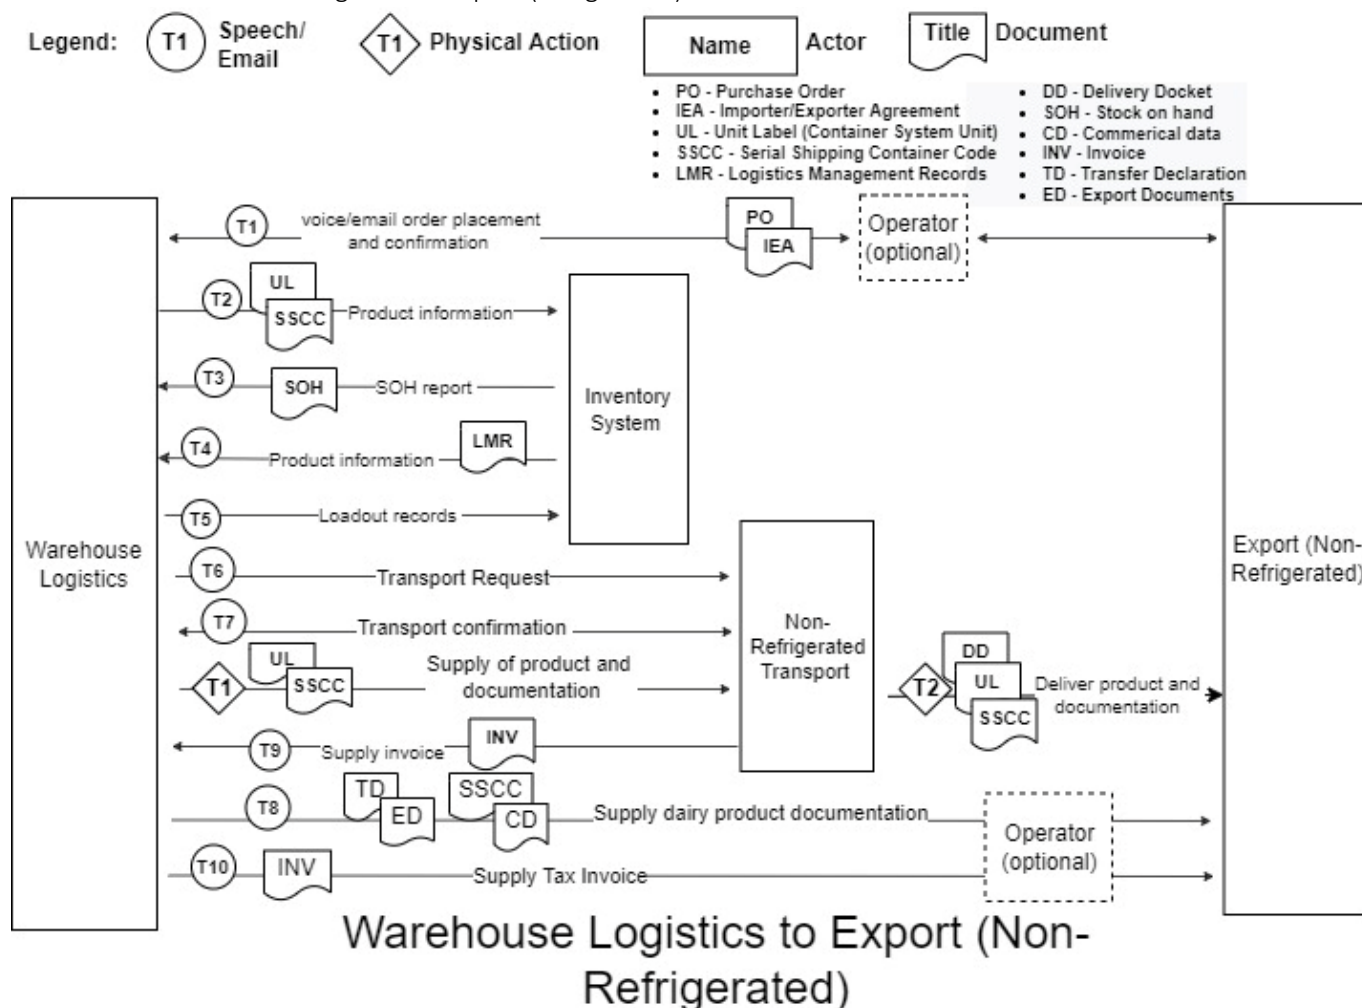 Legend:
T1
Speech/
Email
T1
Physical Action
Name
Actor
Title
Document
• PO - Purchase Order
• IEA - Importer/Exporter Agreement
• UL - Unit Label (Container System Unit)
• SSCC - Serial Shipping Container Code
• LMR - Logistics Management Records
• DD - Delivery Docket
• SOH - Stock on hand
• CD - Commerical data
• INV - Invoice
• TD - Transfer Declaration
• ED - Export Documents
Warehouse
Logistics
T1
voice/email order placement
and confirmation
PO
IEA
Operator
(optional)
T2
UL
SSCC
Product information
T3
SOH
SOH report
Inventory
System
T4
Product information
LMR
T5
Loadout records
T6
Transport Request
T7
Transport confirmation
Non-
Refrigerated
Transport
Export (Non-
Refrigerated)
T1
UL
SSCC
Supply of product and
documentation
T2
DD
UL
SSCC
Deliver product and
documentation
T9
Supply invoice
INV
T8
TD
ED
SSCC
CD
Supply dairy product documentation
Operator
(optional)
T10
INV
Supply Tax Invoice
Warehouse Logistics to Export (Non-
Refrigerated)